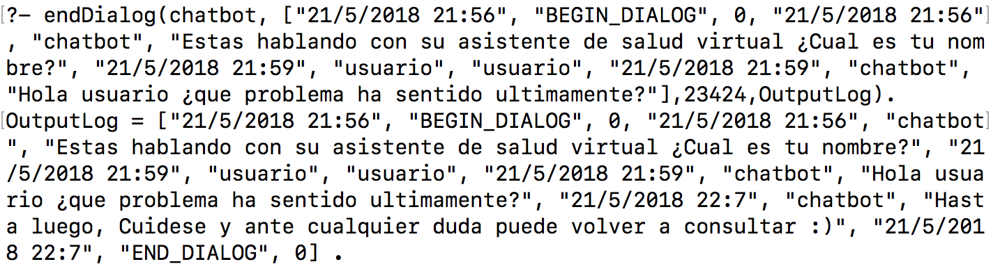 [?- endDialog(chatbot, ["21/5/2018 21:56", "BEGIN_DIALOG", 0, "21/5/2018 21:56"]
, "chatbot", "Estas hablando con su asistente de salud virtual ¿Cual es tu nom
bre?", "21/5/2018 21:59", "usuario", "usuario", "21/5/2018 21:59", "chatbot",
"Hola usuario ¿que problema ha sentido ultimamente?"],23424,OutputLog).
[OutputLog = ["21/5/2018 21:56", "BEGIN_DIALOG", 0, "21/5/2018 21:56", "chatbot]
", "Estas hablando con su asistente de salud virtual ¿Cual es tu nombre?", "21
/5/2018 21:59", "usuario", "usuario", "21/5/2018 21:59", "chatbot", "Hola usua
rio ¿que problema ha sentido ultimamente?", "21/5/2018 22:7", "chatbot", "Hast
a luego, Cuidese y ante cualquier duda puede volver a consultar :)", "21/5/201
8 22:7", "END_DIALOG", 0] .